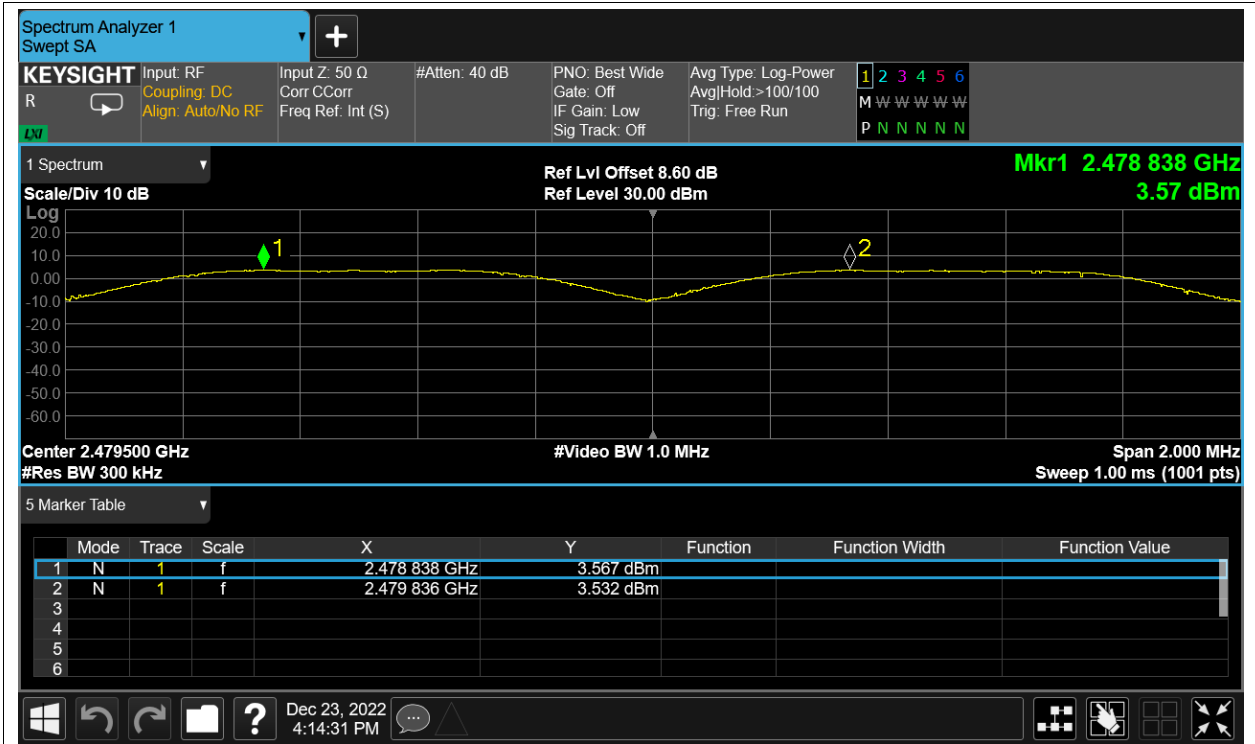 Spectrum Analyzer 1
Swept SA
KEYSIGHT
R
LXI
Input: RF
Coupling: DC
Align: Auto/No RF
Input Z: 50 Ω
Corr CCorr
Freq Ref: Int (S)
#Atten: 40 dB
PNO: Best Wide
Gate: Off
IF Gain: Low
Sig Track: Off
Avg Type: Log-Power
Avg|Hold:>100/100
Trig: Free Run
1 2 3 4 5 6
M W W W W W
P N N N N N
1 Spectrum
Scale/Div 10 dB
Ref Lvl Offset 8.60 dB
Ref Level 30.00 dBm
Mkr1 2.478 838 GHz
3.57 dBm
Log
20.0
10.0
0.00
-10.0
-20.0
-30.0
-40.0
-50.0
-60.0
1
2
Center 2.479500 GHz
#Video BW 1.0 MHz
Span 2.000 MHz
#Res BW 300 kHz
Sweep 1.00 ms (1001 pts)
5 Marker Table
Mode Trace Scale X Y Function Function Width Function Value
1 N 1 f 2.478 838 GHz 3.567 dBm
2 N 1 f 2.479 836 GHz 3.532 dBm
3
4
5
6
?
Dec 23, 2022
4:14:31 PM